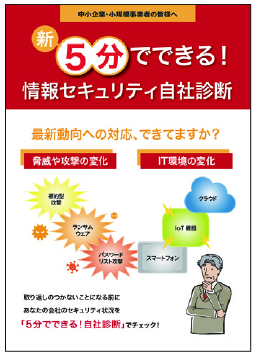 中小企業・小規模事業者の皆様へ
新
5分でできる！
情報セキュリティ自社診断
最新動向への対応、できてますか？
脅威や攻撃の変化
IT環境の変化
標的型
攻撃
ランサム
ウェア
パスワード
リスト攻撃
クラウド
IoT 機器
スマートフォン
取り返しのつかないことになる前に
あなたの会社のセキュリティ状況を
「5分でできる！自社診断」でチェック！